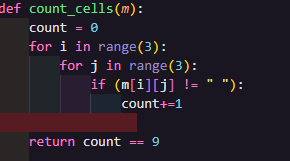 def count_cells(m):
    count = 0
    for i in range(3):
        for j in range(3):
            if (m[i][j] != " "):
                count+=1
    return count == 9